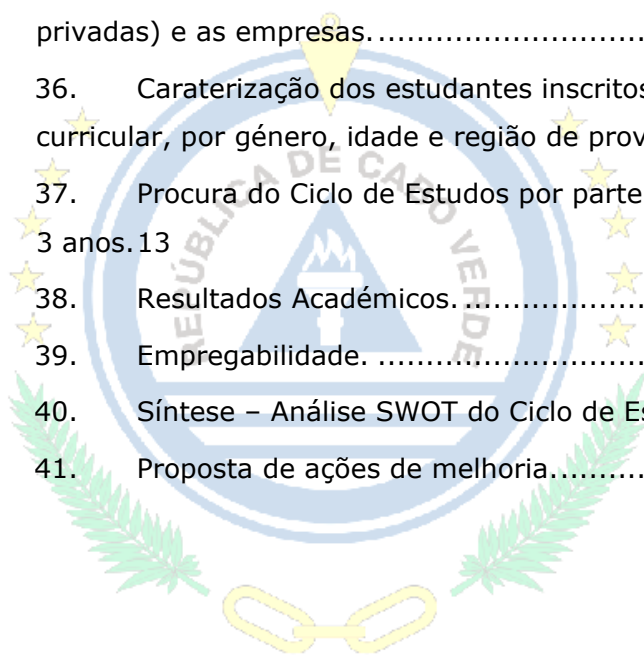 privadas) e as empresas. ............................
36. Caraterização dos estudantes inscritos
curricular, por género, idade e região de prov
37. Procura do Ciclo de Estudos por parte
3 anos. 13
38. Resultados Académicos. ...................
39. Empregabilidade. ............................
40. Síntese – Análise SWOT do Ciclo de Es
41. Proposta de ações de melhoria...........
REPÚBLICA DE CABO VERDE